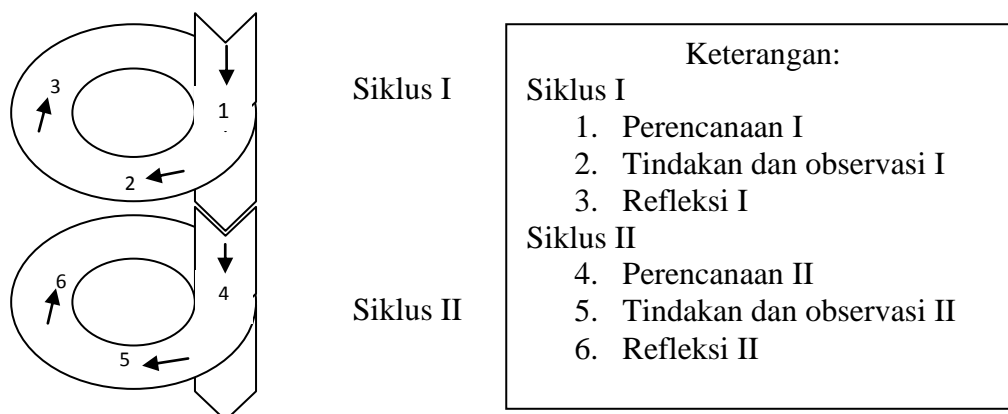 3
1
2
6
4
5
Siklus I
Siklus II
Keterangan:
Siklus I
1. Perencanaan I
2. Tindakan dan observasi I
3. Refleksi I
Siklus II
4. Perencanaan II
5. Tindakan dan observasi II
6. Refleksi II